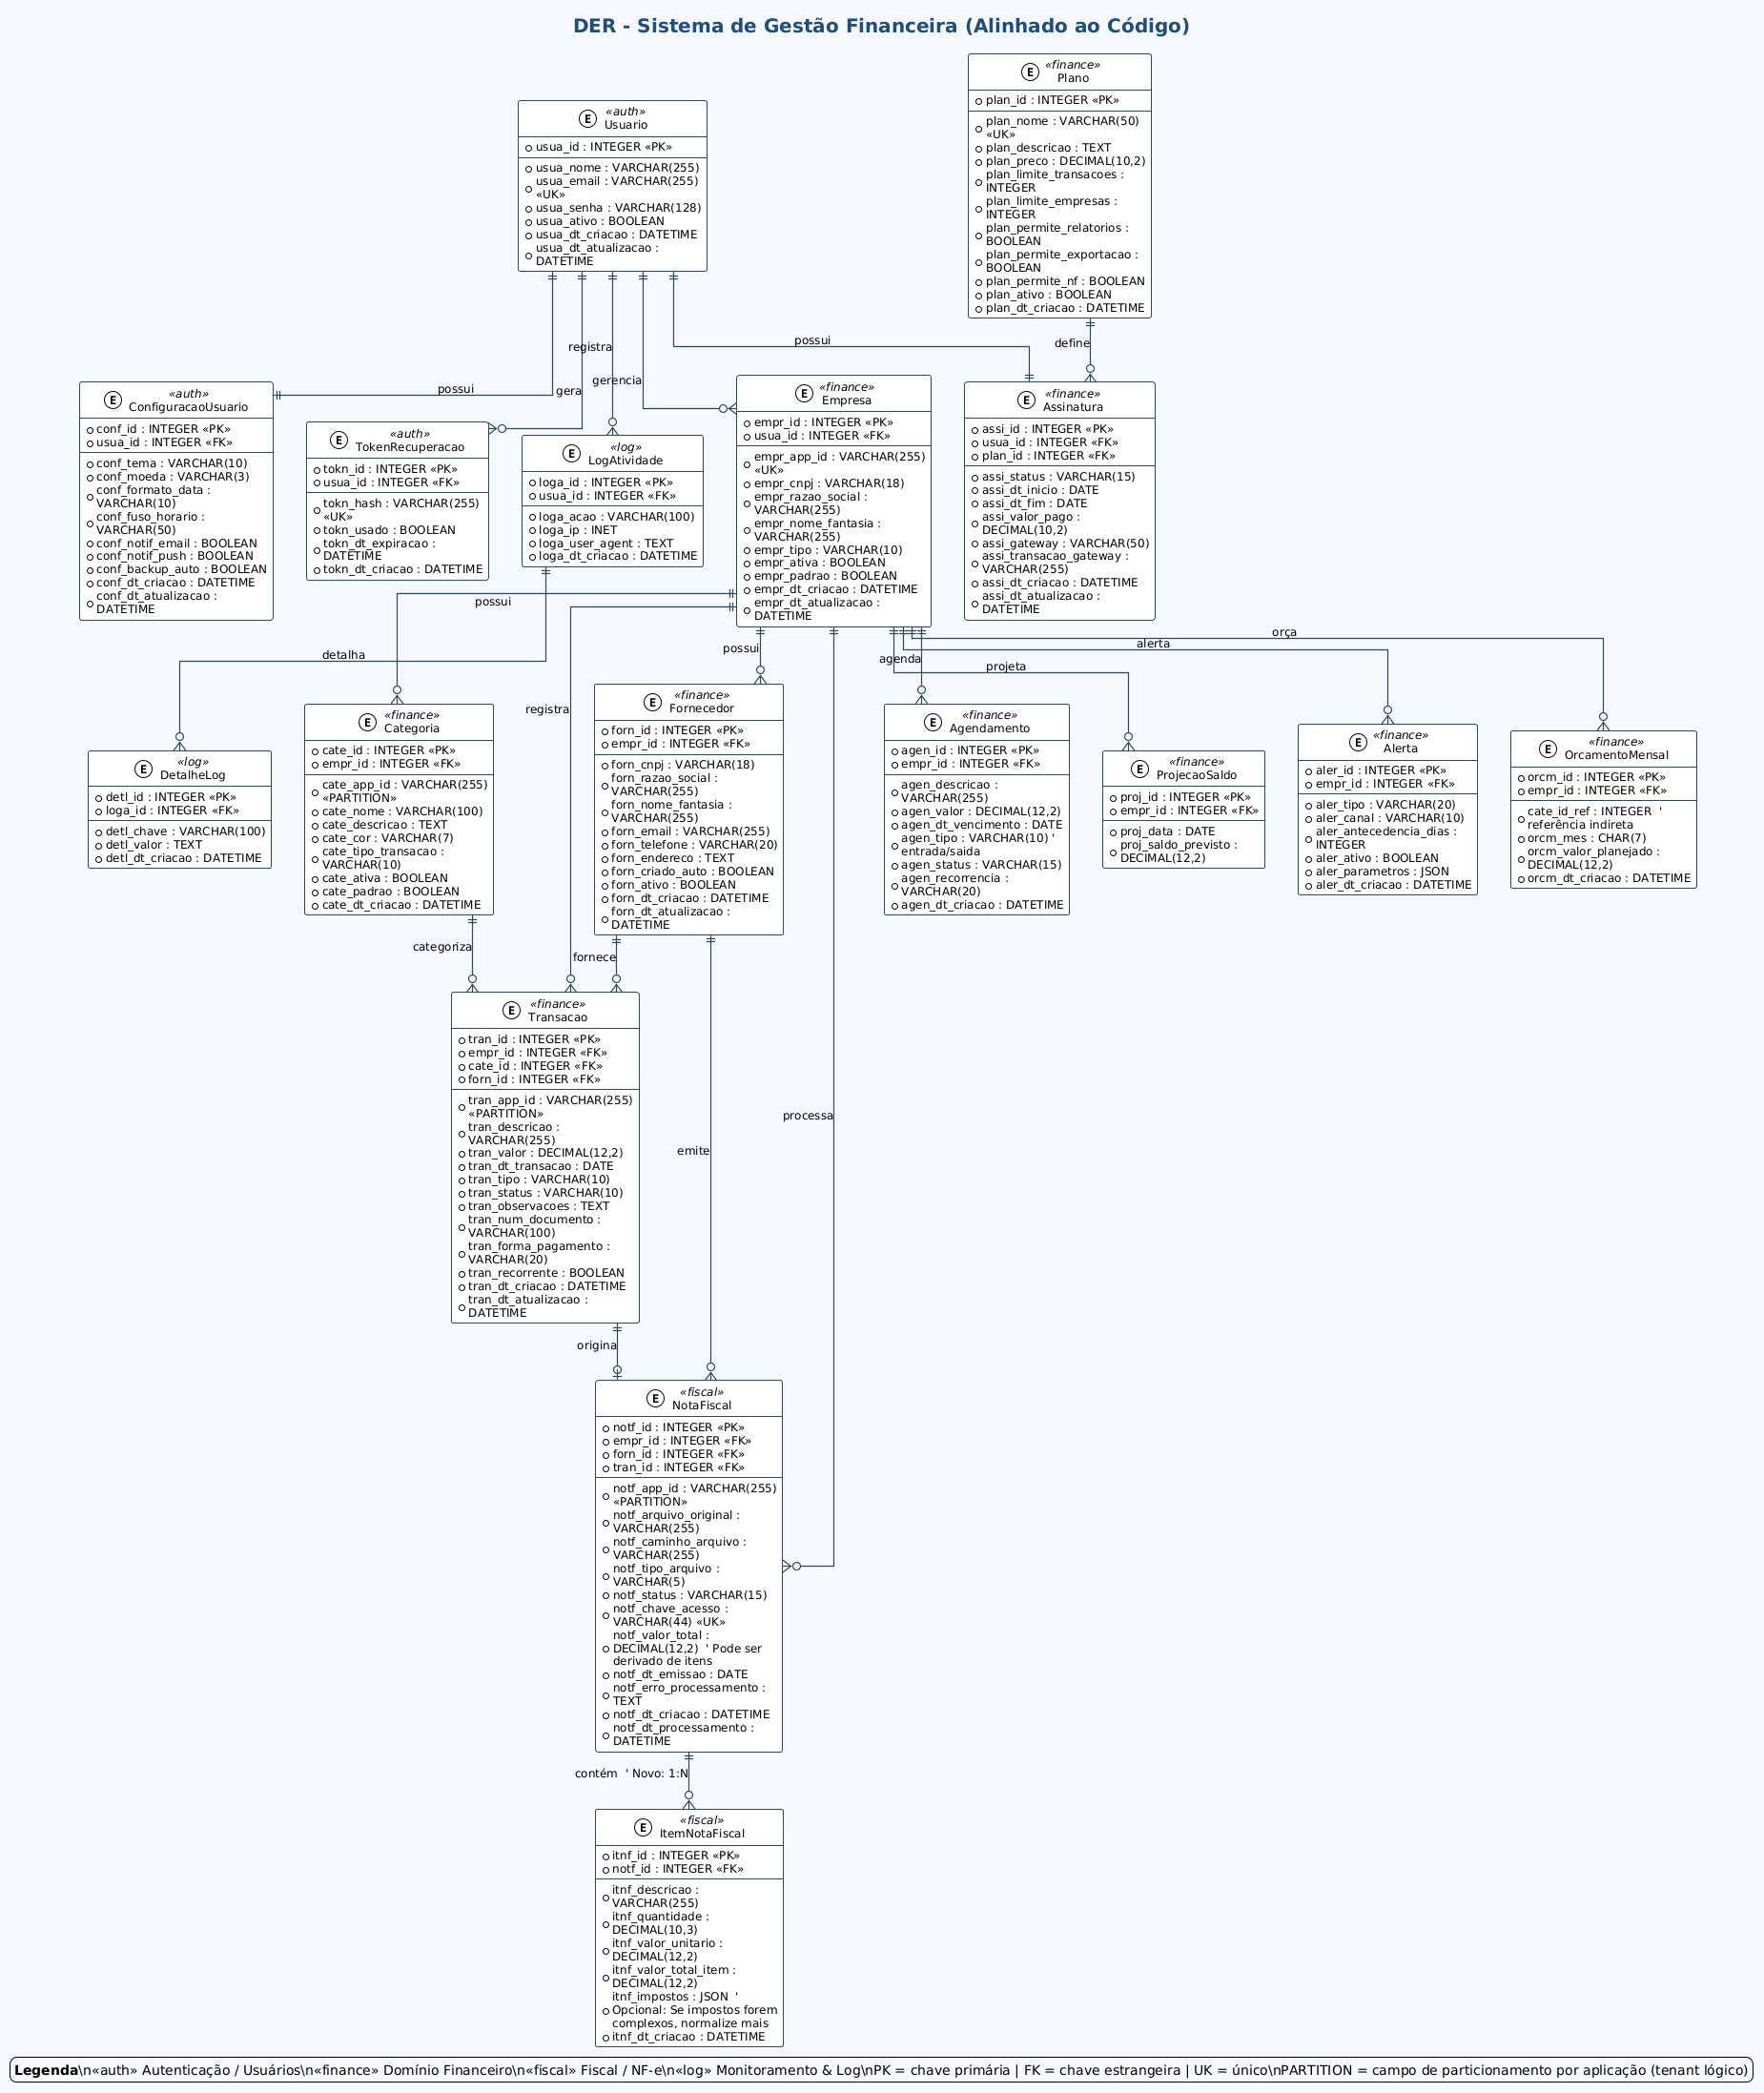 DER - Sistema de Gestão Financeira (Alinhado ao Código)
«finance»
Plano
plan_id : INTEGER «PK»
plan_nome : VARCHAR(50)
«UK»
plan_descricao : TEXT
plan_preco : DECIMAL(10,2)
plan_limite_transacoes :
INTEGER
plan_limite_empresas :
INTEGER
plan_permite_relatorios :
BOOLEAN
plan_permite_exportacao :
BOOLEAN
plan_permite_nf : BOOLEAN
plan_ativo : BOOLEAN
plan_dt_criacao : DATETIME
«auth»
Usuario
usua_id : INTEGER «PK»
usua_nome : VARCHAR(255)
usua_email : VARCHAR(255)
«UK»
usua_senha : VARCHAR(128)
usua_ativo : BOOLEAN
usua_dt_criacao : DATETIME
usua_dt_atualizacao :
DATETIME
possui
gera
registra
gerencia
possui
define
«auth»
ConfiguracaoUsuario
conf_id : INTEGER «PK»
usua_id : INTEGER «FK»
conf_tema : VARCHAR(10)
conf_moeda : VARCHAR(3)
conf_formato_data :
VARCHAR(10)
conf_fuso_horario :
VARCHAR(50)
conf_notif_email : BOOLEAN
conf_notif_push : BOOLEAN
conf_backup_auto : BOOLEAN
conf_dt_criacao : DATETIME
conf_dt_atualizacao :
DATETIME
«auth»
TokenRecuperacao
tokn_id : INTEGER «PK»
usua_id : INTEGER «FK»
tokn_hash : VARCHAR(255)
«UK»
tokn_usado : BOOLEAN
tokn_dt_expiracao :
DATETIME
tokn_dt_criacao : DATETIME
«log»
LogAtividade
loga_id : INTEGER «PK»
usua_id : INTEGER «FK»
loga_acao : VARCHAR(100)
loga_ip : INET
loga_user_agent : TEXT
loga_dt_criacao : DATETIME
«finance»
Empresa
empr_id : INTEGER «PK»
usua_id : INTEGER «FK»
empr_app_id : VARCHAR(255)
«UK»
empr_cnpj : VARCHAR(18)
empr_razao_social :
VARCHAR(255)
empr_nome_fantasia :
VARCHAR(255)
empr_tipo : VARCHAR(10)
empr_ativa : BOOLEAN
empr_padrao : BOOLEAN
empr_dt_criacao : DATETIME
empr_dt_atualizacao :
DATETIME
«finance»
Assinatura
assi_id : INTEGER «PK»
usua_id : INTEGER «FK»
plan_id : INTEGER «FK»
assi_status : VARCHAR(15)
assi_dt_inicio : DATE
assi_dt_fim : DATE
assi_valor_pago :
DECIMAL(10,2)
assi_gateway : VARCHAR(50)
assi_transacao_gateway :
VARCHAR(255)
assi_dt_criacao : DATETIME
assi_dt_atualizacao :
DATETIME
detalha
possui
registra
possui
agenda
projeta
alerta
orça
«log»
DetalheLog
detl_id : INTEGER «PK»
loga_id : INTEGER «FK»
detl_chave : VARCHAR(100)
detl_valor : TEXT
detl_dt_criacao : DATETIME
«finance»
Categoria
cate_id : INTEGER «PK»
empr_id : INTEGER «FK»
cate_app_id : VARCHAR(255)
«PARTITION»
cate_nome : VARCHAR(100)
cate_descricao : TEXT
cate_cor : VARCHAR(7)
cate_tipo_transacao :
VARCHAR(10)
cate_ativa : BOOLEAN
cate_padrao : BOOLEAN
cate_dt_criacao : DATETIME
«finance»
Fornecedor
forn_id : INTEGER «PK»
empr_id : INTEGER «FK»
forn_cnpj : VARCHAR(18)
forn_razao_social :
VARCHAR(255)
forn_nome_fantasia :
VARCHAR(255)
forn_email : VARCHAR(255)
forn_telefone : VARCHAR(20)
forn_endereco : TEXT
forn_criado_auto : BOOLEAN
forn_ativo : BOOLEAN
forn_dt_criacao : DATETIME
forn_dt_atualizacao :
DATETIME
«finance»
Agendamento
agen_id : INTEGER «PK»
empr_id : INTEGER «FK»
agen_descricao :
VARCHAR(255)
agen_valor : DECIMAL(12,2)
agen_dt_vencimento : DATE
agen_tipo : VARCHAR(10) '
entrada/saida
agen_status : VARCHAR(15)
agen_recorrencia :
VARCHAR(20)
agen_dt_criacao : DATETIME
«finance»
ProjecaoSaldo
proj_id : INTEGER «PK»
empr_id : INTEGER «FK»
proj_data : DATE
proj_saldo_previsto :
DECIMAL(12,2)
«finance»
Alerta
aler_id : INTEGER «PK»
empr_id : INTEGER «FK»
aler_tipo : VARCHAR(20)
aler_canal : VARCHAR(10)
aler_antecedencia_dias :
INTEGER
aler_ativo : BOOLEAN
aler_parametros : JSON
aler_dt_criacao : DATETIME
«finance»
OrcamentoMensal
orcm_id : INTEGER «PK»
empr_id : INTEGER «FK»
cate_id_ref : INTEGER  '
referência indireta
orcm_mes : CHAR(7)
orcm_valor_planejado :
DECIMAL(12,2)
orcm_dt_criacao : DATETIME
categoriza
fornece
emite
processa
«finance»
Transacao
tran_id : INTEGER «PK»
empr_id : INTEGER «FK»
cate_id : INTEGER «FK»
forn_id : INTEGER «FK»
tran_app_id : VARCHAR(255)
«PARTITION»
tran_descricao :
VARCHAR(255)
tran_valor : DECIMAL(12,2)
tran_dt_transacao : DATE
tran_tipo : VARCHAR(10)
tran_status : VARCHAR(10)
tran_observacoes : TEXT
tran_num_documento :
VARCHAR(100)
tran_forma_pagamento :
VARCHAR(20)
tran_recorrente : BOOLEAN
tran_dt_criacao : DATETIME
tran_dt_atualizacao :
DATETIME
origina
«fiscal»
NotaFiscal
notf_id : INTEGER «PK»
empr_id : INTEGER «FK»
forn_id : INTEGER «FK»
tran_id : INTEGER «FK»
notf_app_id : VARCHAR(255)
«PARTITION»
notf_arquivo_original :
VARCHAR(255)
notf_caminho_arquivo :
VARCHAR(255)
notf_tipo_arquivo :
VARCHAR(5)
notf_status : VARCHAR(15)
notf_chave_acesso :
VARCHAR(44) «UK»
notf_valor_total :
DECIMAL(12,2)  ' Pode ser
derivado de itens
notf_dt_emissao : DATE
notf_erro_processamento :
TEXT
notf_dt_criacao : DATETIME
notf_dt_processamento :
DATETIME
contém  ' Novo: 1:N
«fiscal»
ItemNotaFiscal
itnf_id : INTEGER «PK»
notf_id : INTEGER «FK»
itnf_descricao :
VARCHAR(255)
itnf_quantidade :
DECIMAL(10,3)
itnf_valor_unitario :
DECIMAL(12,2)
itnf_valor_total_item :
DECIMAL(12,2)
itnf_impostos : JSON  '
Opcional: Se impostos forem
complexos, normalize mais
itnf_dt_criacao : DATETIME
Legenda\n«auth» Autenticação / Usuários\n«finance» Domínio Financeiro\n«fiscal» Fiscal / NF-e\n«log» Monitoramento & Log\nPK = chave primária | FK = chave estrangeira | UK = único\nPARTITION = campo de particionamento por aplicação (tenant lógico)